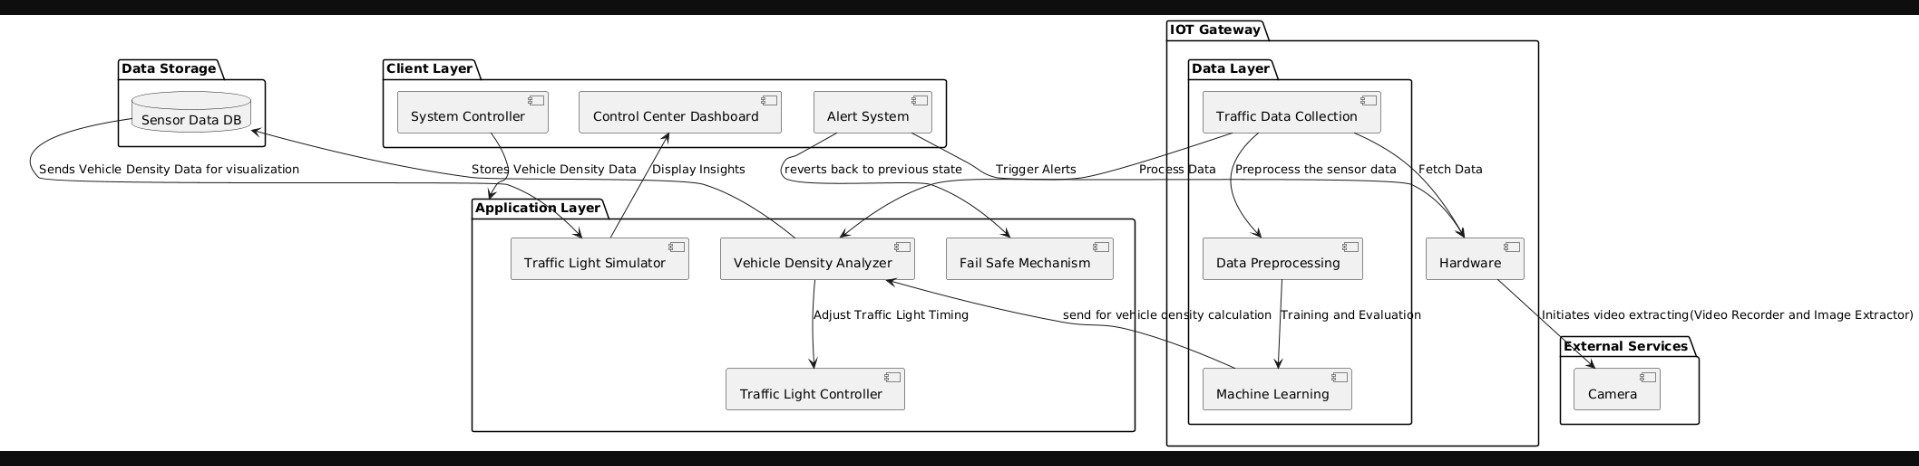 IOT Gateway
Data Storage
Client Layer
Data Layer
Sensor Data DB
System Controller
Control Center Dashboard
Alert System
Traffic Data Collection
Sends Vehicle Density Data for visualization
Stores Vehicle Density Data
Display Insights
reverts back to previous state
Trigger Alerts
Process Data
Preprocess the sensor data
Fetch Data
Application Layer
Traffic Light Simulator
Vehicle Density Analyzer
Fail Safe Mechanism
Data Preprocessing
Hardware
Adjust Traffic Light Timing
send for vehicle density calculation
Training and Evaluation
Initiates video extracting(Video Recorder and Image Extractor)
External Services
Traffic Light Controller
Machine Learning
Camera